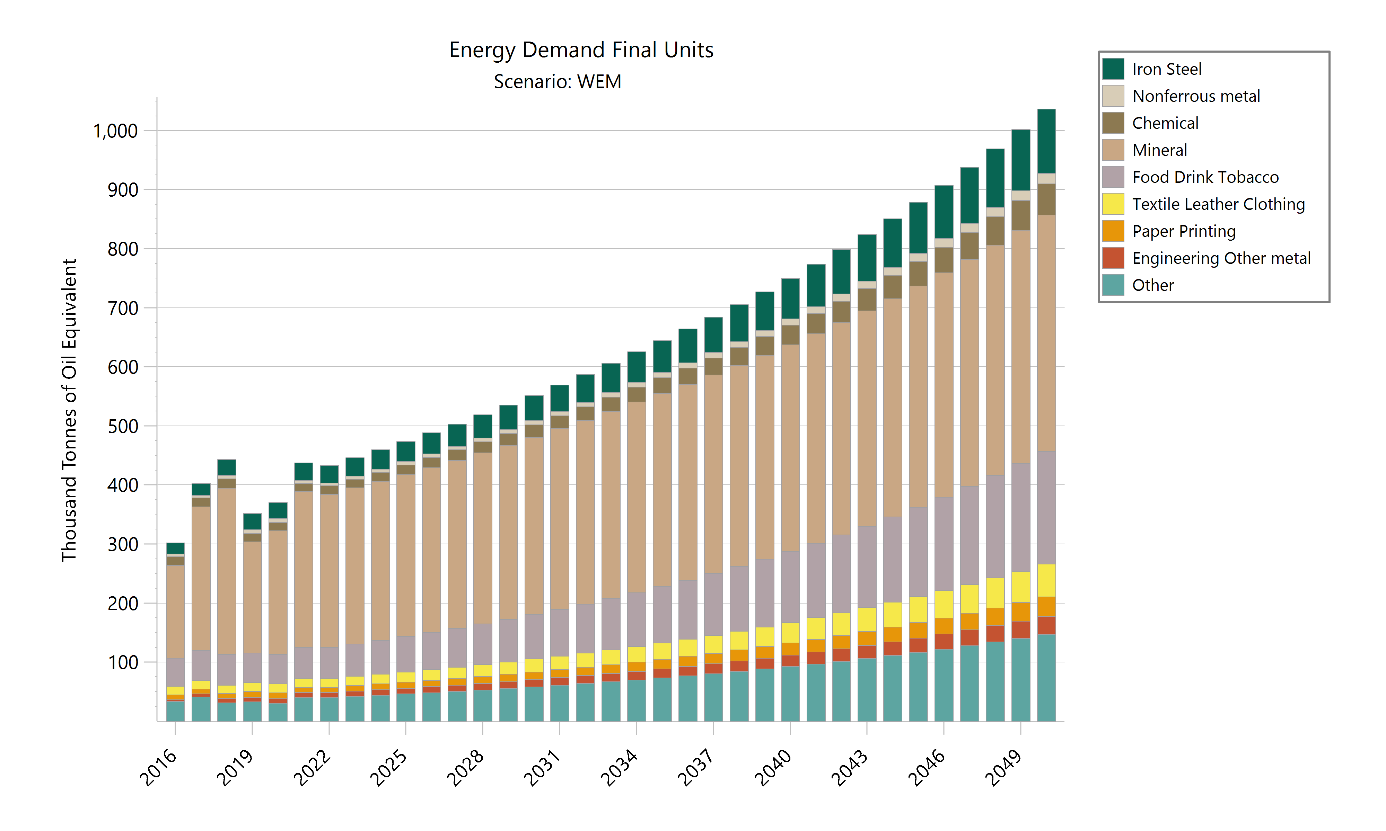 Energy Demand Final Units
Scenario: WEM
Thousand Tonnes of Oil Equivalent
1,000
900
800
700
600
500
400
300
200
100
2016
2019
2022
2025
2028
2031
2034
2037
2040
2043
2046
2049
Iron Steel
Nonferrous metal
Chemical
Mineral
Food Drink Tobacco
Textile Leather Clothing
Paper Printing
Engineering Other metal
Other